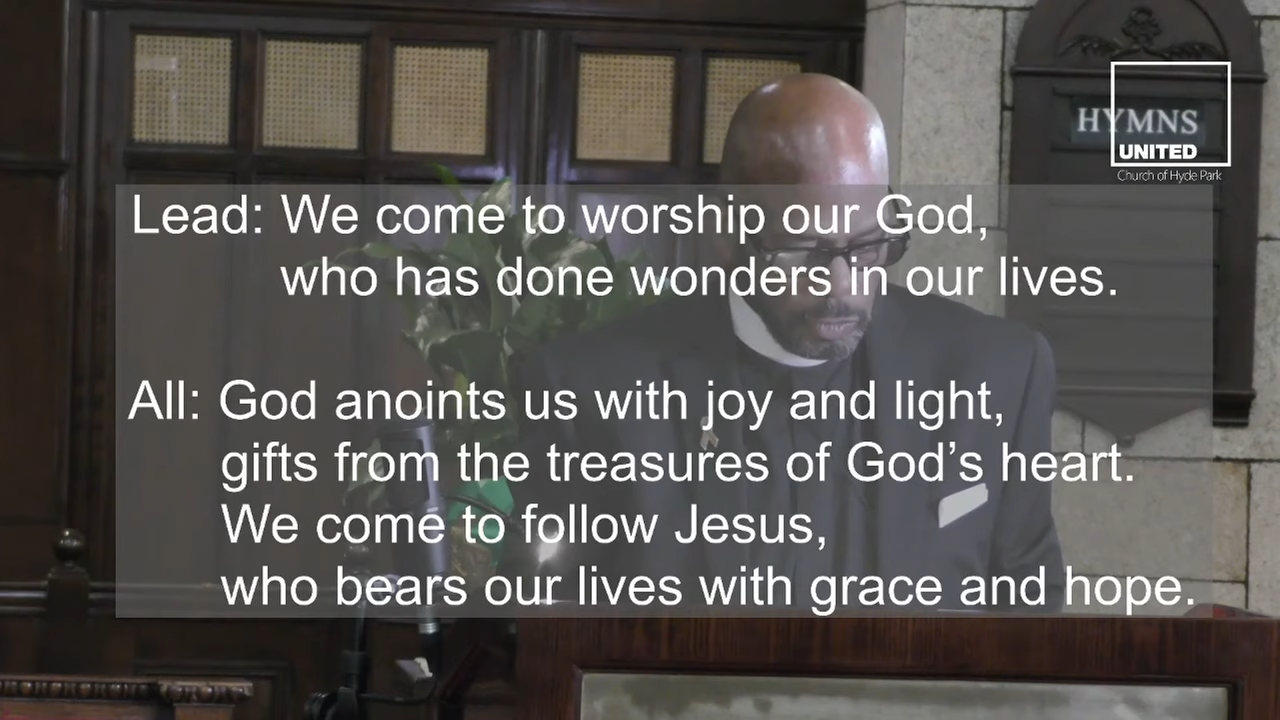 HYMNS
UNITED
Church of Hyde Park
Lead: We come to worship our God,
who has done wonders in our lives.
All: God anoints us with joy and light,
gifts from the treasures of God’s heart.
We come to follow Jesus,
who bears our lives with grace and hope.